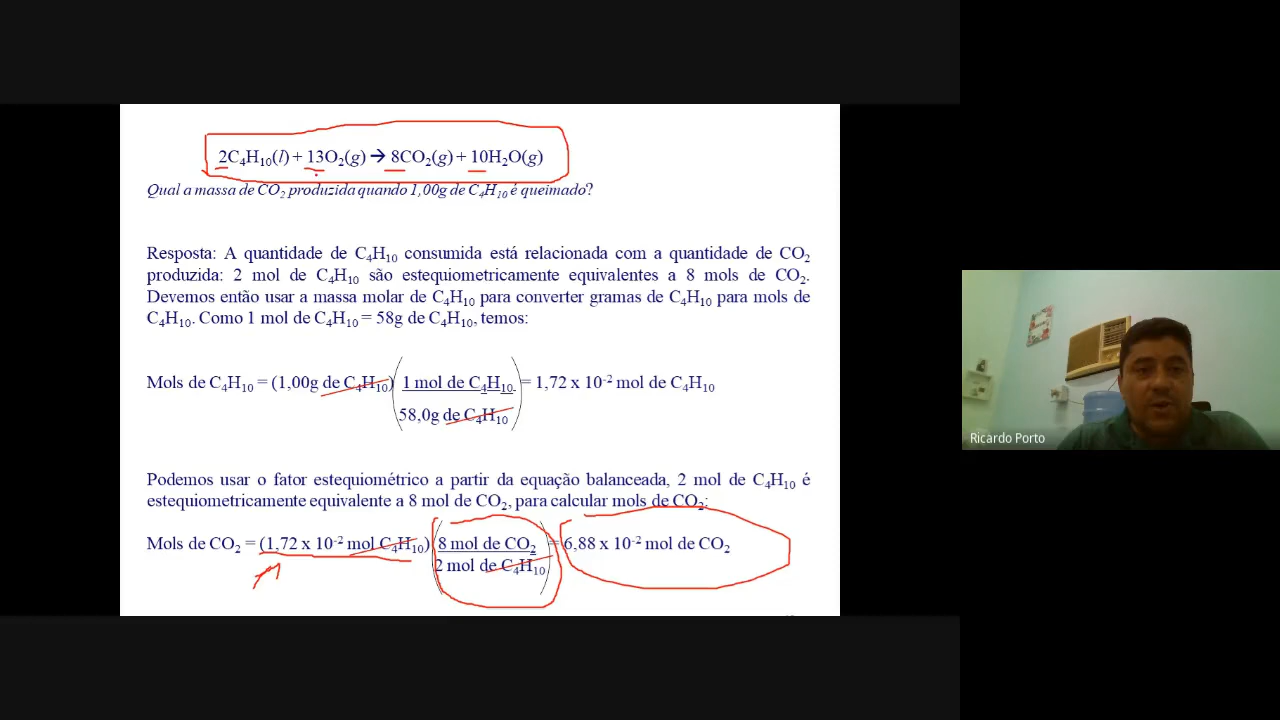 2C₄H₁₀(l) + 13O₂(g) → 8CO₂(g) + 10H₂O(g)
Qual a massa de CO₂ produzida quando 1,00g de C₄H₁₀ é queimado?
Resposta: A quantidade de C₄H₁₀ consumida está relacionada com a quantidade de CO₂
produzida: 2 mol de C₄H₁₀ são estequiometricamente equivalentes a 8 mols de CO₂.
Devemos então usar a massa molar de C₄H₁₀ para converter gramas de C₄H₁₀ para mols de
C₄H₁₀. Como 1 mol de C₄H₁₀ = 58g de C₄H₁₀, temos:
Mols de C₄H₁₀ = (1,00g de C₄H₁₀) ( 1 mol de C₄H₁₀. ) = 1,72 x 10⁻² mol de C₄H₁₀
58,0g de C₄H₁₀
Podemos usar o fator estequiométrico a partir da equação balanceada, 2 mol de C₄H₁₀ é
estequiometricamente equivalente a 8 mol de CO₂, para calcular mols de CO₂:
Mols de CO₂ = (1,72 x 10⁻² mol C₄H₁₀) ( 8 mol de CO₂ ) = 6,88 x 10⁻² mol de CO₂
2 mol de C₄H₁₀
Ricardo Porto